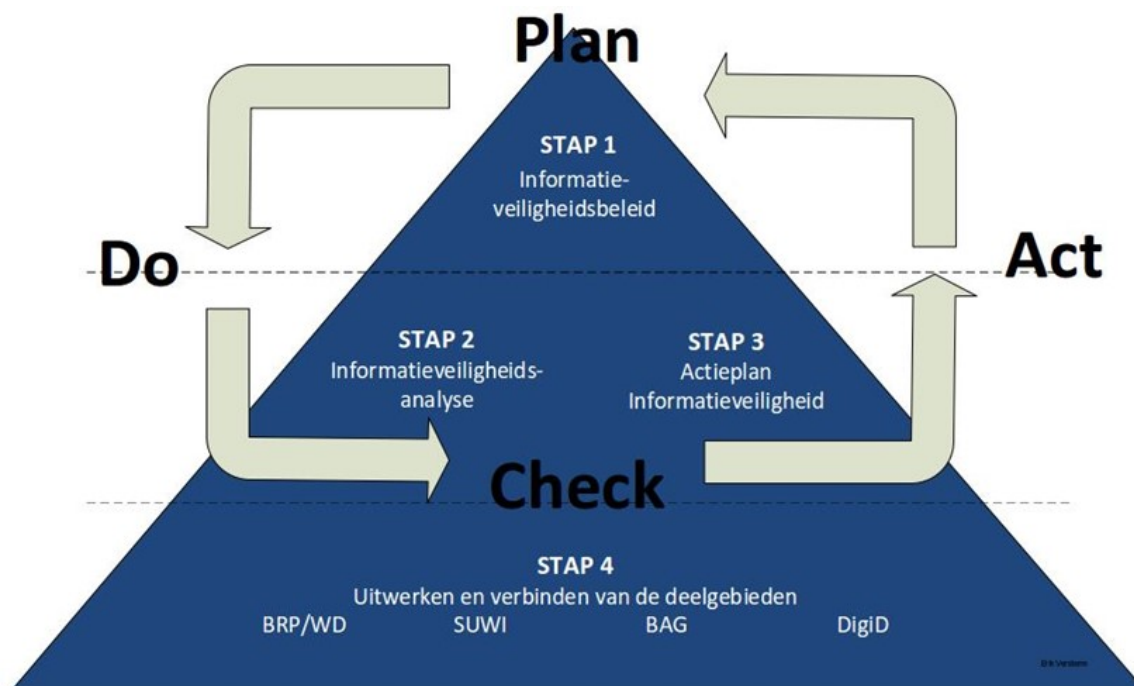 Plan
STAP 1
Informatie-
veiligheidsbeleid
Do
Act
STAP 2
Informatieveiligheids-
analyse
STAP 3
Actieplan
Informatieveiligheid
Check
STAP 4
Uitwerken en verbinden van de deelgebieden
BRP/WD SUWI BAG DigiD